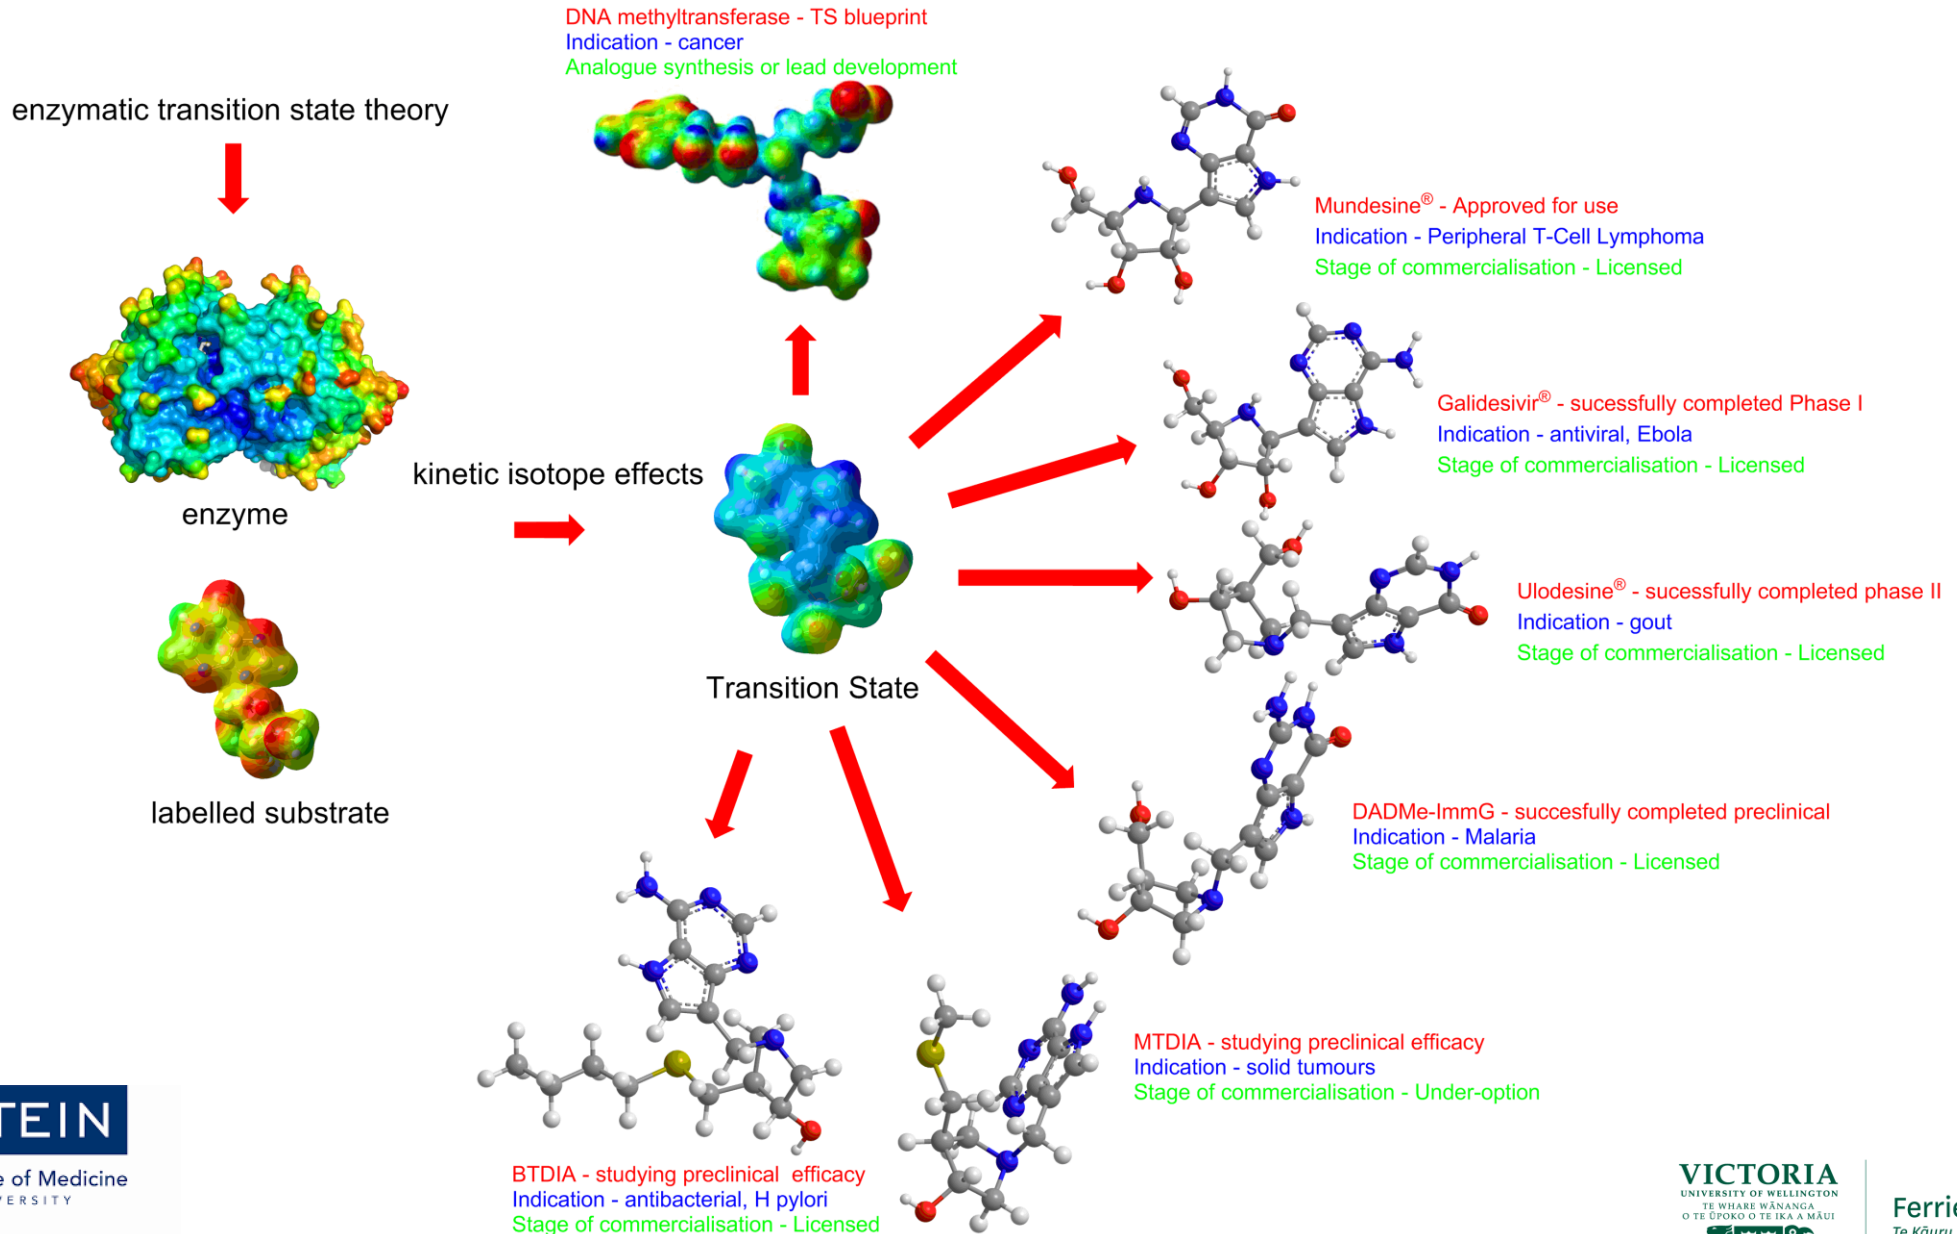 DNA methyltransferase - TS blueprint
Indication - cancer
Analogue synthesis or lead development
enzymatic transition state theory
enzyme
labelled substrate
kinetic isotope effects
Transition State
Mundesine® - Approved for use
Indication - Peripheral T-Cell Lymphoma
Stage of commercialisation - Licensed
Galidesivir® - sucessfully completed Phase I
Indication - antiviral, Ebola
Stage of commercialisation - Licensed
Ulodesine® - sucessfully completed phase II
Indication - gout
Stage of commercialisation - Licensed
DADMe-ImmG - succesfully completed preclinical
Indication - Malaria
Stage of commercialisation - Licensed
MTDIA - studying preclinical efficacy
Indication - solid tumours
Stage of commercialisation - Under-option
BTDIA - studying preclinical efficacy
Indication - antibacterial, H pylori
Stage of commercialisation - Licensed
TEIN
e of Medicine
VERSITY
VICTORIA
UNIVERSITY OF WELLINGTON
TE WHARE WĀNANGA
O TE ŪPOKO O TE IKA A MĀUI
Ferrie
Te Kāuru